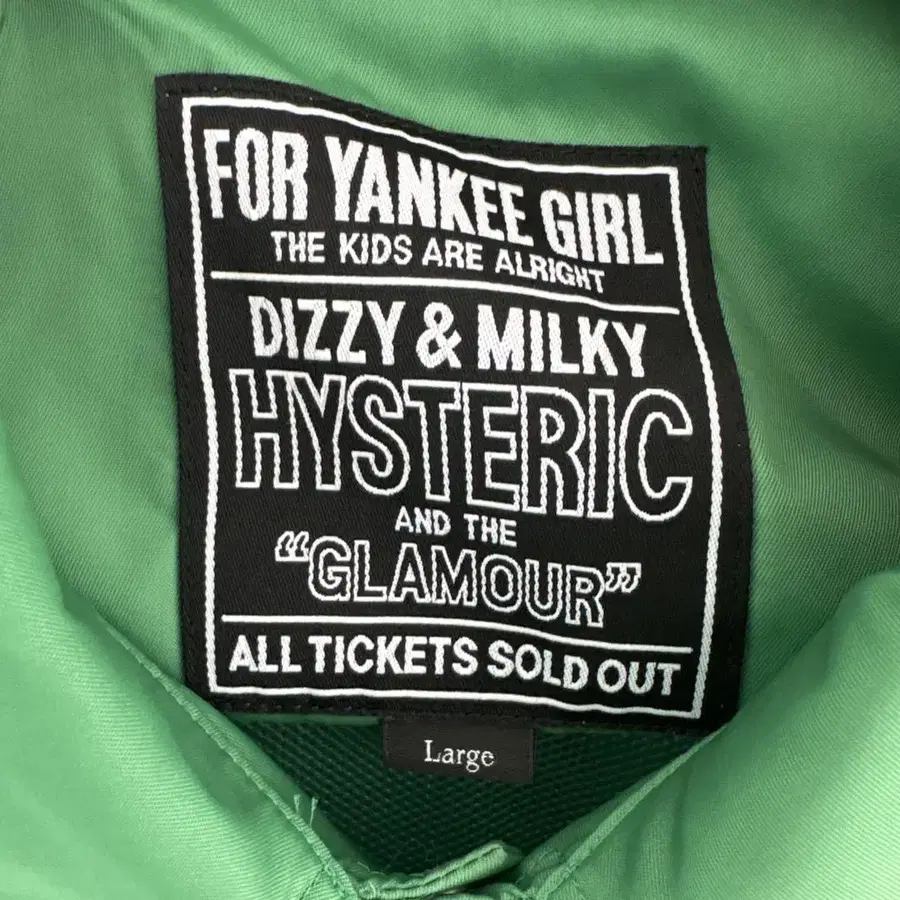 FOR YANKEE GIRL
THE KIDS ARE ALRIGHT
DIZZY & MILKY
HYSTERIC
AND THE
“GLAMOUR”
ALL TICKETS SOLD OUT
Large